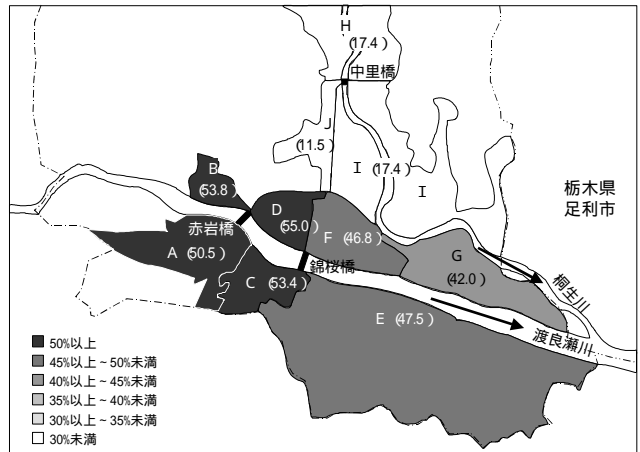 H
(17.4)
中里橋
J
(11.5)
I
(17.4)
I
B
(53.8)
栃木県
足利市
D
(55.0)
赤岩橋
F (46.8)
A (50.5)
錦桜橋
G
(42.0)
C
(53.4)
桐生川
E (47.5)
渡良瀬川
50%以上
45%以上～50%未満
40%以上～45%未満
35%以上～40%未満
30%以上～35%未満
30%未満